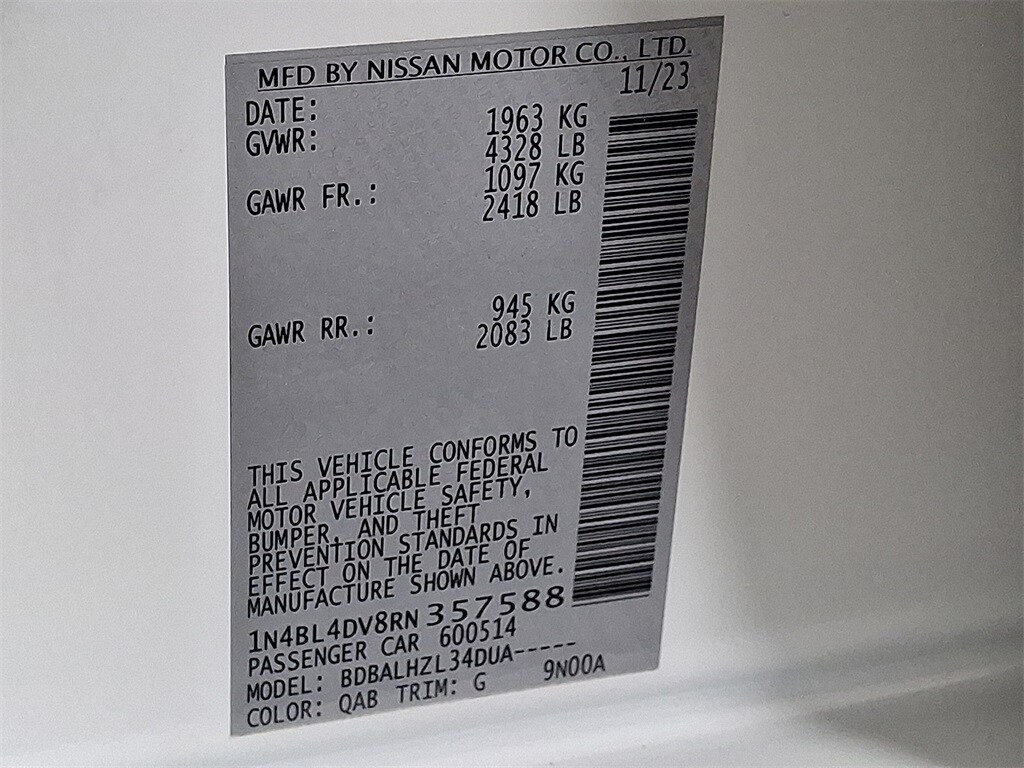 MFD BY NISSAN MOTOR CO., LTD.
DATE: 11/23
GVWR: 1963 KG
4328 LB
GAWR FR.: 1097 KG
2418 LB
GAWR RR.: 945 KG
2083 LB
THIS VEHICLE CONFORMS TO
ALL APPLICABLE FEDERAL
MOTOR VEHICLE SAFETY,
BUMPER, AND THEFT
PREVENTION STANDARDS IN
EFFECT ON THE DATE OF
MANUFACTURE SHOWN ABOVE.
1N4BL4DV8RN357588
PASSENGER CAR 600514
MODEL: BDBALHZL34DUA-----
COLOR: QAB TRIM: G 9N00A